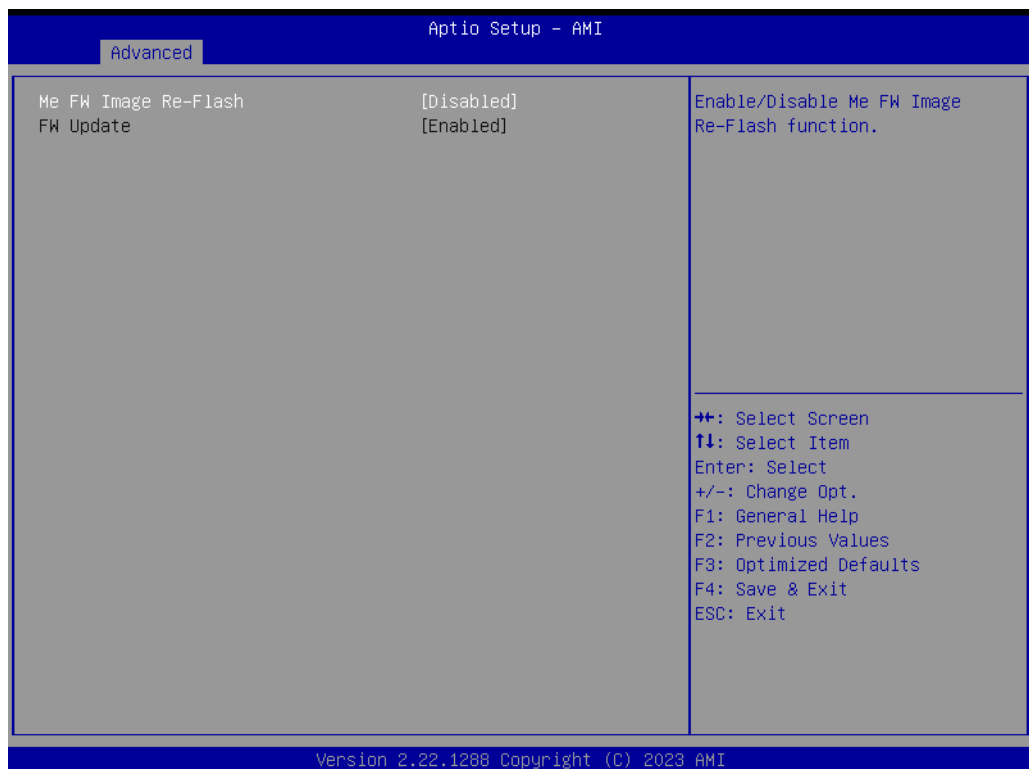 Aptio Setup – AMI
Advanced
Me FW Image Re-Flash [Disabled]
FW Update [Enabled]
Enable/Disable Me FW Image
Re-Flash function.
→←: Select Screen
↑↓: Select Item
Enter: Select
+/-: Change Opt.
F1: General Help
F2: Previous Values
F3: Optimized Defaults
F4: Save & Exit
ESC: Exit
Version 2.22.1288 Copyright (C) 2023 AMI